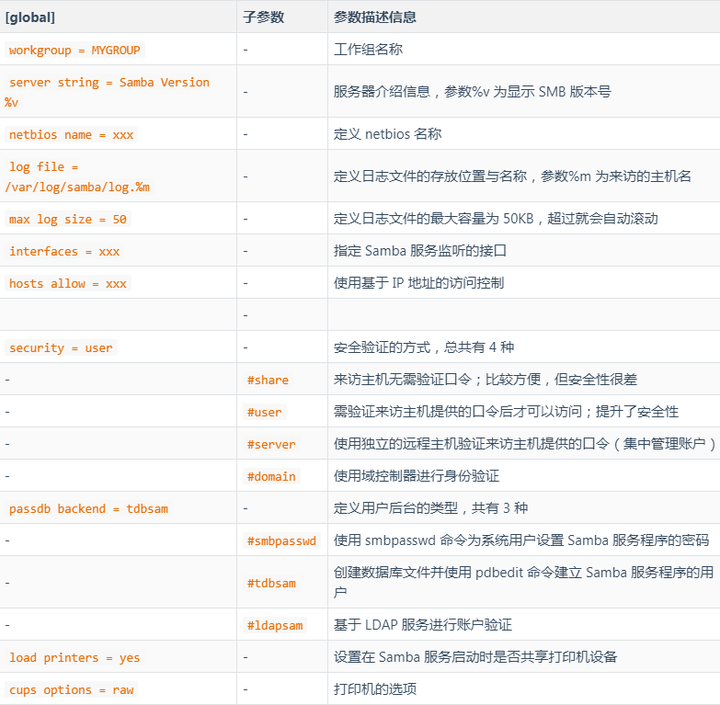 [global] 子参数 参数描述信息
workgroup = MYGROUP - 工作组名称
server string = Samba Version
%v - 服务器介绍信息，参数%v 为显示 SMB 版本号
netbios name = xxx - 定义 netbios 名称
log file =
/var/log/samba/log.%m - 定义日志文件的存放位置与名称，参数%m 为来访的主机名
max log size = 50 - 定义日志文件的最大容量为 50KB，超过就会自动滚动
interfaces = xxx - 指定 Samba 服务监听的接口
hosts allow = xxx - 使用基于 IP 地址的访问控制
-
security = user - 安全验证的方式，总共有 4 种
- #share 来访主机无需验证口令；比较方便，但安全性很差
- #user 需验证来访主机提供的口令后才可以访问；提升了安全性
- #server 使用独立的远程主机验证来访主机提供的口令（集中管理账户）
- #domain 使用域控制器进行身份验证
passdb backend = tdbsam - 定义用户后台的类型，共有 3 种
- #smbpasswd 使用 smbpasswd 命令为系统用户设置 Samba 服务程序的密码
- #tdbsam 创建数据库文件并使用 pdbedit 命令建立 Samba 服务程序的用
户
- #ldapsam 基于 LDAP 服务进行账户验证
load printers = yes - 设置在 Samba 服务启动时是否共享打印机设备
cups options = raw - 打印机的选项